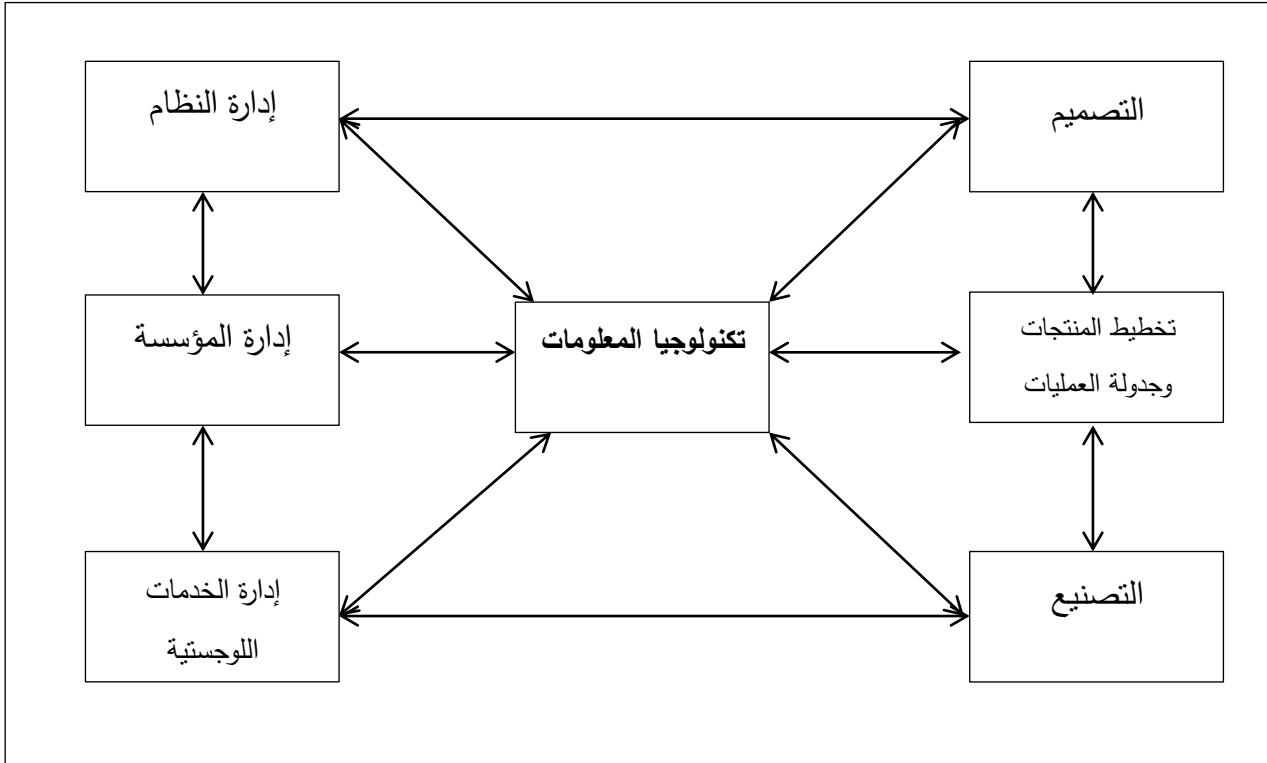 إدارة النظام
التصميم
إدارة المؤسسة
تكنولوجيا المعلومات
تخطيط المنتجات
وجدولة العمليات
إدارة الخدمات
اللوجستية
التصنيع